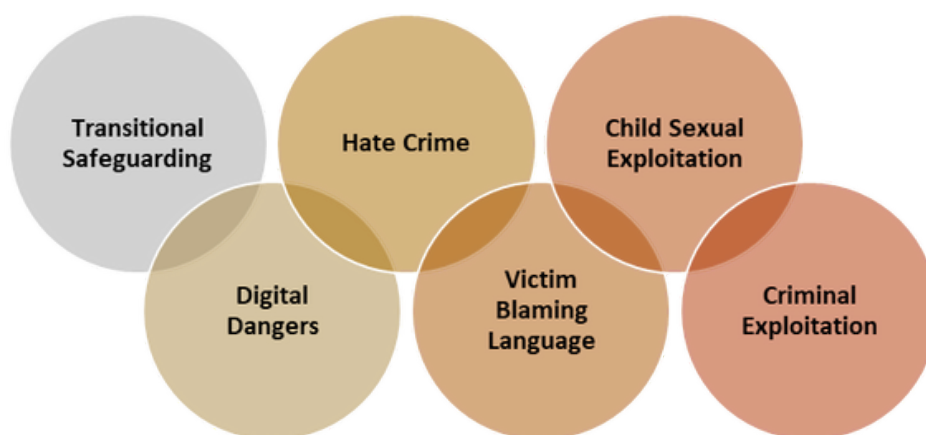 Transitional
Safeguarding
Hate Crime
Child Sexual
Exploitation
Digital
Dangers
Victim
Blaming
Language
Criminal
Exploitation